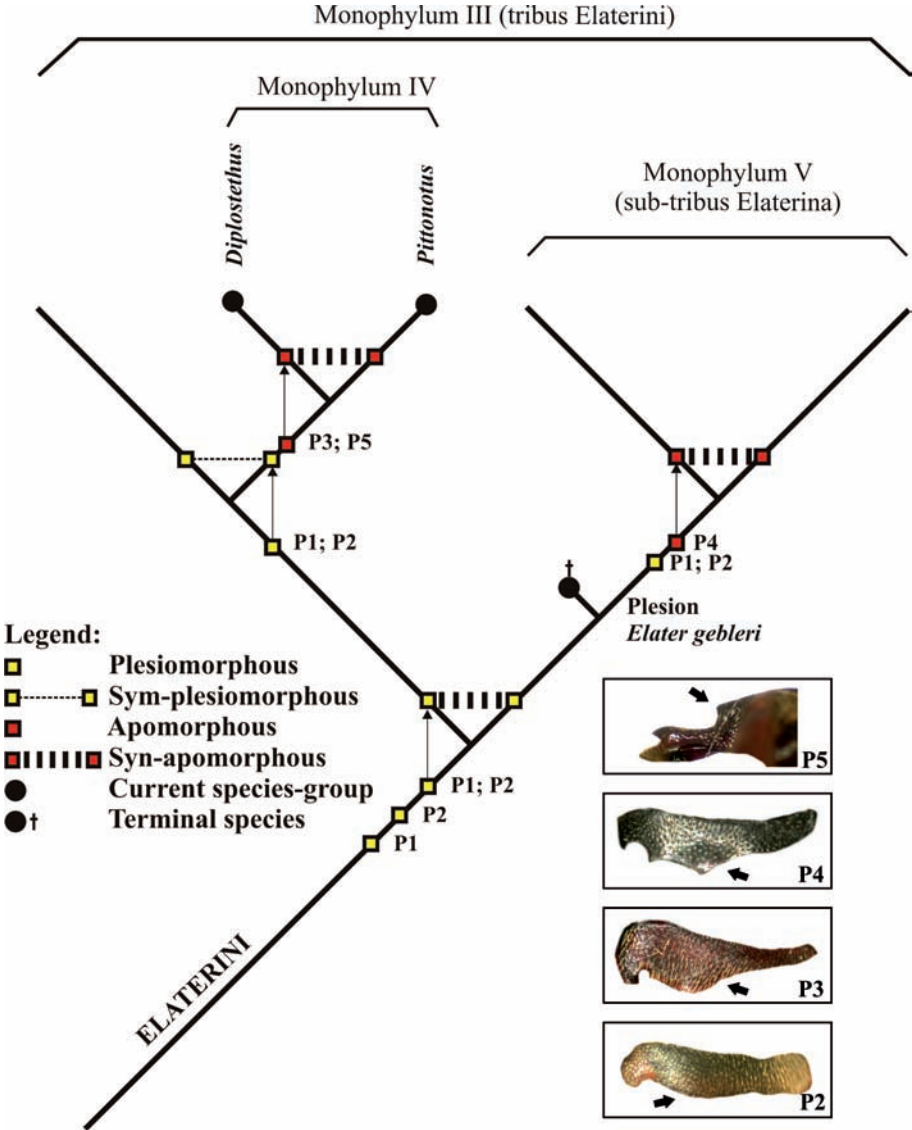 Monophylum III (tribus Elaterini)
Monophylum IV
Diplostethus
Pittonotus
Monophylum V
(sub-tribus Elaterina)
P3; P5
P1; P2
P4
P1; P2
†
Plesion
Elater gebleri
P1; P2
P2
P1
ELATERINI
Legend:
Plesiomorphous
Sym-plesiomorphous
Apomorphous
Syn-apomorphous
Current species-group
† Terminal species
P5
P4
P3
P2